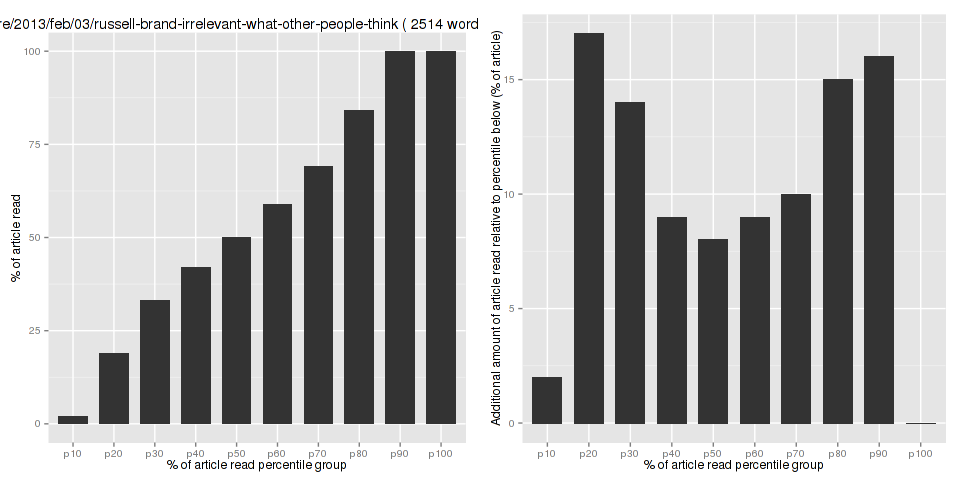 re/2013/feb/03/russell-brand-irrelevant-what-other-people-think ( 2514 word
% of article read
100
75
50
25
0
p10 p20 p30 p40 p50 p60 p70 p80 p90 p100
% of article read percentile group
Additional amount of article read relative to percentile below (% of article)
15
10
5
0
p10 p20 p30 p40 p50 p60 p70 p80 p90 p100
% of article read percentile group